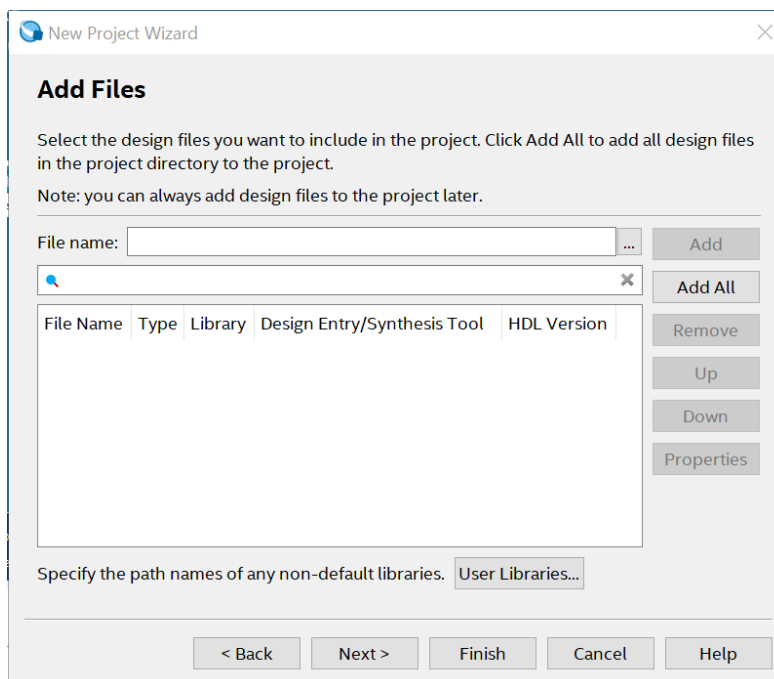 New Project Wizard
Add Files
Select the design files you want to include in the project. Click Add All to add all design files
in the project directory to the project.
Note: you can always add design files to the project later.
File name:
...
Add
Add All
File Name Type Library Design Entry/Synthesis Tool HDL Version
Remove
Up
Down
Properties
Specify the path names of any non-default libraries. User Libraries...
< Back Next > Finish Cancel Help